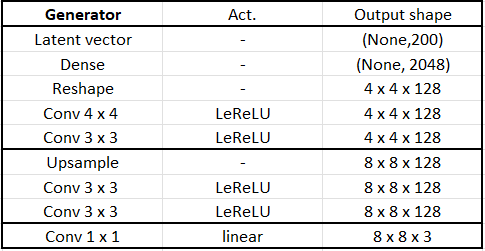 Generator Act. Output shape
Latent vector - (None,200)
Dense - (None, 2048)
Reshape - 4 x 4 x 128
Conv 4 x 4 LeReLU 4 x 4 x 128
Conv 3 x 3 LeReLU 4 x 4 x 128
Upsample - 8 x 8 x 128
Conv 3 x 3 LeReLU 8 x 8 x 128
Conv 3 x 3 LeReLU 8 x 8 x 128
Conv 1 x 1 linear 8 x 8 x 3